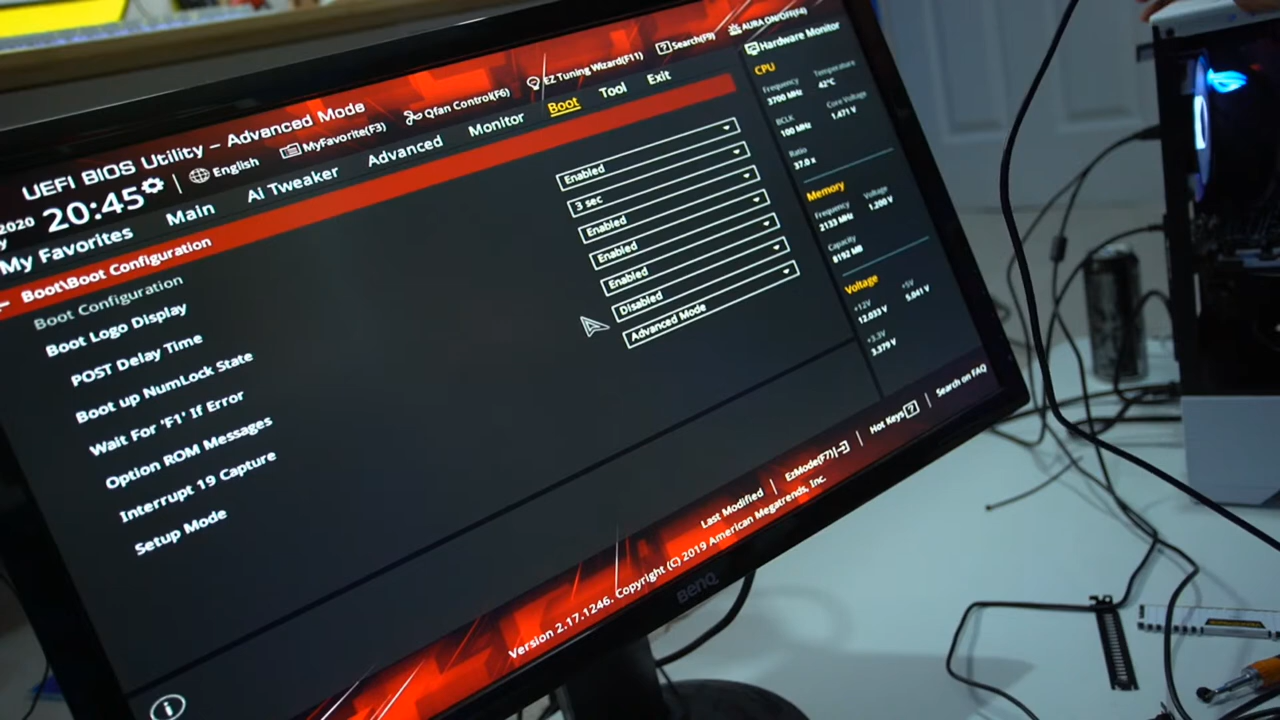 UEFI BIOS Utility – Advanced Mode
2020
20:45
English
MyFavorite(F3)
Qfan Control(F6)
EZ Tuning Wizard(F11)
Search(F9)
AURA ON/OFF(F4)
My Favorites
Main
Ai Tweaker
Advanced
Monitor
Boot
Tool
Exit
Boot\Boot Configuration
Boot Configuration
Boot Logo Display
Enabled
POST Delay Time
3 sec
Boot up NumLock State
Enabled
Wait For 'F1' If Error
Enabled
Option ROM Messages
Enabled
Interrupt 19 Capture
Disabled
Setup Mode
Advanced Mode
Hardware Monitor
CPU
Frequency
Temperature
3700 MHz
42°C
BCLK
Core Voltage
100 MHz
1.471 V
Ratio
37.0 x
Memory
Frequency
Voltage
2133 MHz
1.200 V
Capacity
8192 MB
Voltage
+12V
+5V
12.033 V
5.041 V
+3.3V
3.379 V
Last Modified
EzMode(F7)
Hot Keys ?
Search on FAQ
Version 2.17.1246. Copyright (C) 2019 American Megatrends, Inc.
BenQ